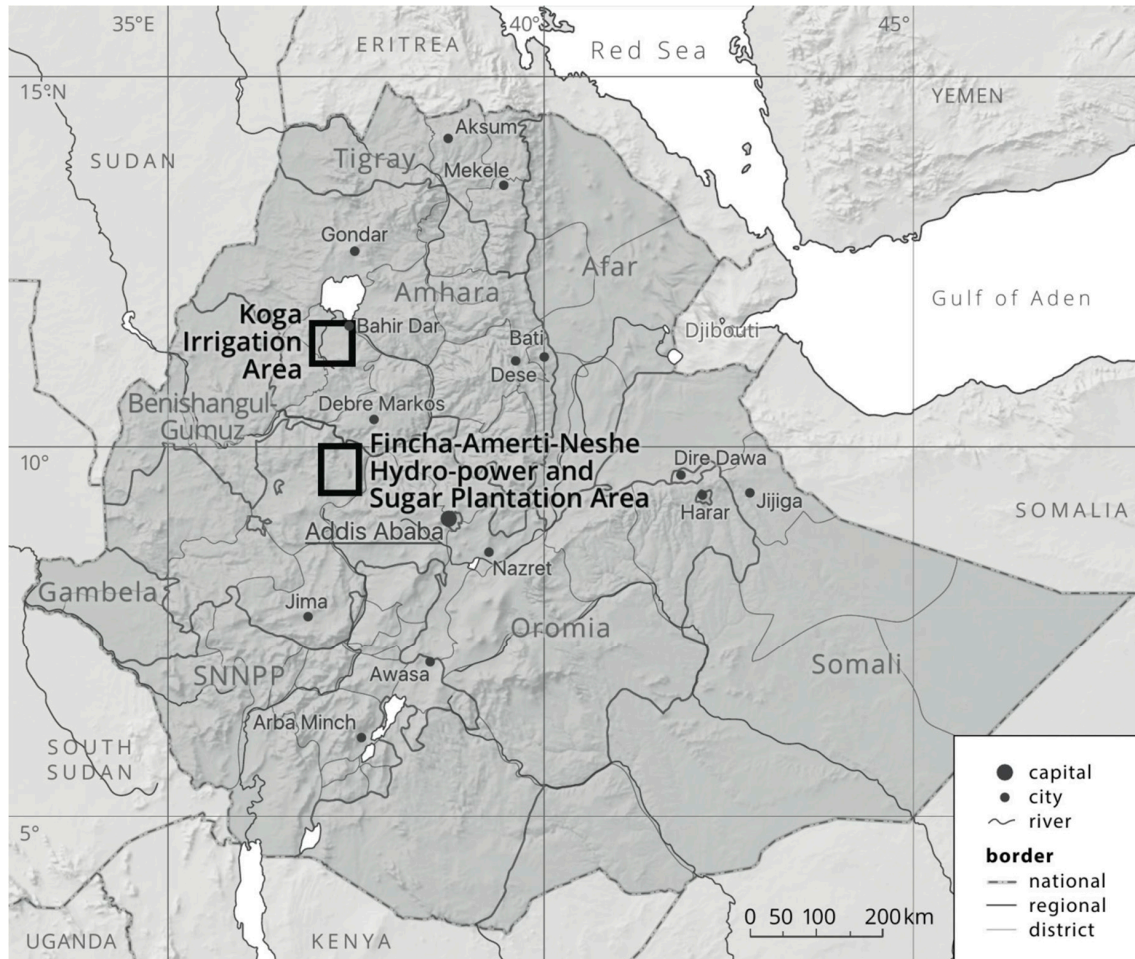 35°E
40°
45°
ERITREA
Red Sea
15°N
YEMEN
SUDAN
Aksum
Tigray
Mekele
Gondar
Afar
Amhara
Gulf of Aden
Koga
Irrigation
Area
Bahir Dar
Djibouti
Bati
Dese
Benishangul-
Gumuz
Debre Markos
10°
Fincha-Amerti-Neshe
Hydro-power and
Sugar Plantation Area
Dire Dawa
Harar
Jijiga
SOMALIA
Addis Ababa
Nazret
Gambela
Jima
Oromia
SNNPP
Awasa
Somali
Arba Minch
SOUTH
SUDAN
5°
UGANDA
KENYA
capital
city
river
border
national
regional
district
0 50 100 200 km